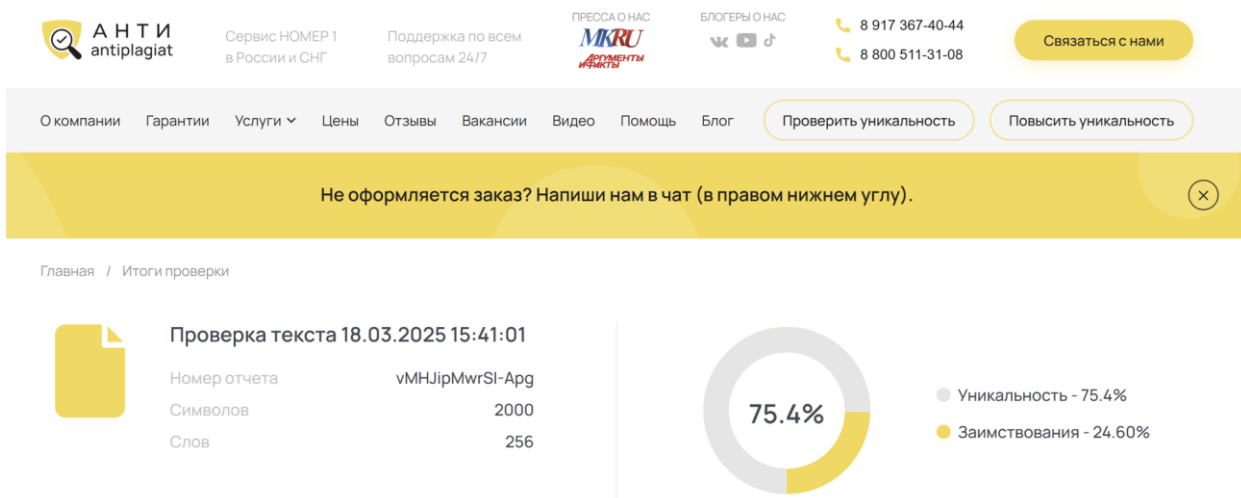 АНТИ
antiplagiat
Сервис НОМЕР 1
в России и СНГ
Поддержка по всем
вопросам 24/7
ПРЕССА О НАС
MKRU
АРГУМЕНТЫ
И ФАКТЫ
БЛОГЕРЫ О НАС
8 917 367-40-44
8 800 511-31-08
Связаться с нами
О компании Гарантии Услуги Цены Отзывы Вакансии Видео Помощь Блог Проверить уникальность Повысить уникальность
Не оформляется заказ? Напиши нам в чат (в правом нижнем углу).
Главная / Итоги проверки
Проверка текста 18.03.2025 15:41:01
Номер отчета vMHJipMwrSI-Apg
Символов 2000
Слов 256
75.4%
Уникальность - 75.4%
Заимствования - 24.60%